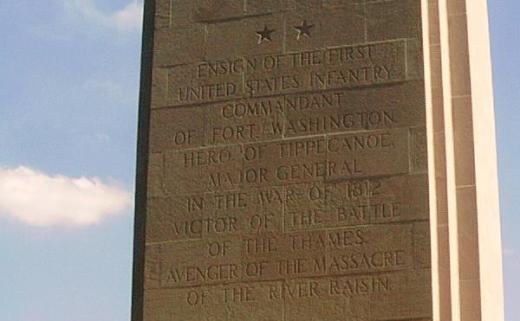 ENSIGN OF THE FIRST
UNITED STATES INFANTRY
COMMANDANT
OF FORT WASHINGTON
HERO OF TIPPECANOE
MAJOR GENERAL
IN THE WAR OF 1812
VICTOR OF THE BATTLE
OF THE THAMES
AVENGER OF THE MASSACRE
OF THE RIVER RAISIN